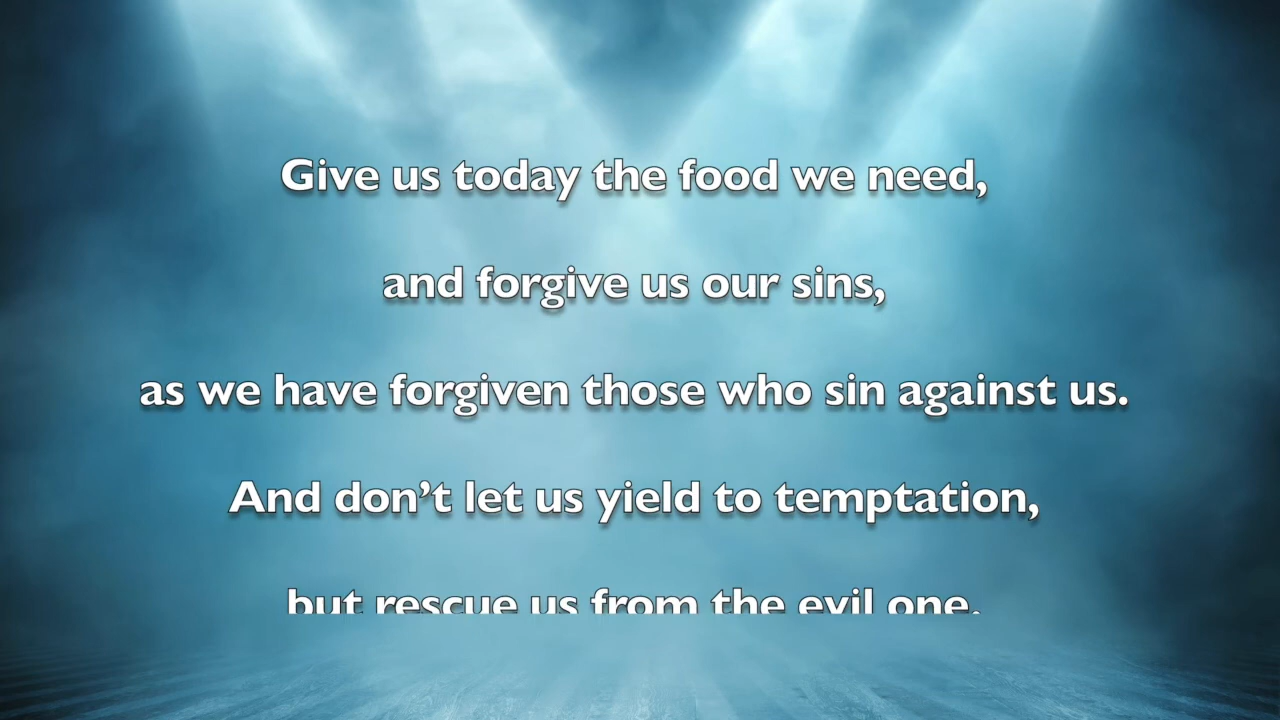 Give us today the food we need,
and forgive us our sins,
as we have forgiven those who sin against us.
And don’t let us yield to temptation,
but rescue us from the evil one.